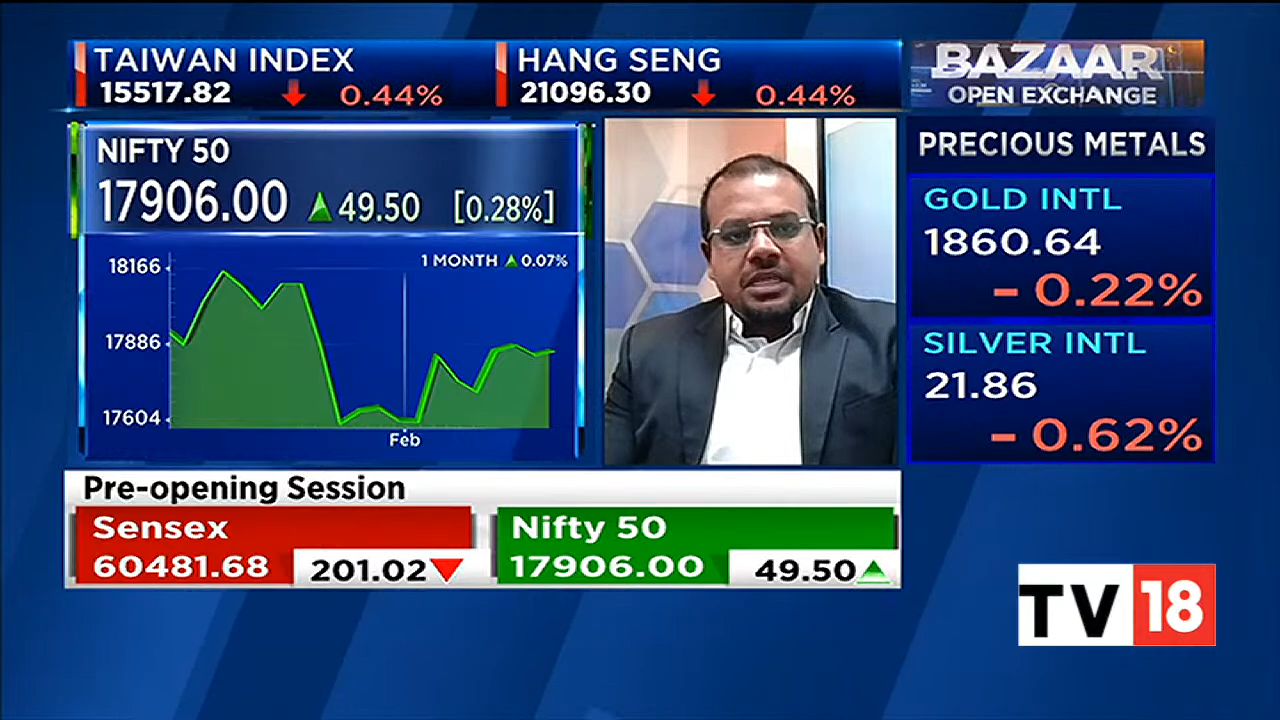 TAIWAN INDEX
15517.82 0.44%
HANG SENG
21096.30 0.44%
BAZAAR
OPEN EXCHANGE
NIFTY 50
17906.00 49.50 [0.28%]
1 MONTH 0.07%
18166
17886
17604
Feb
PRECIOUS METALS
GOLD INTL
1860.64
- 0.22%
SILVER INTL
21.86
- 0.62%
Pre-opening Session
Sensex
60481.68 201.02
Nifty 50
17906.00 49.50
TV 18